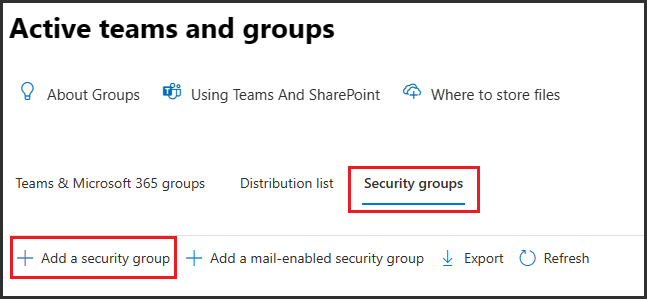 Active teams and groups
About Groups Using Teams And SharePoint Where to store files
Teams & Microsoft 365 groups Distribution list Security groups
Add a security group Add a mail-enabled security group Export Refresh